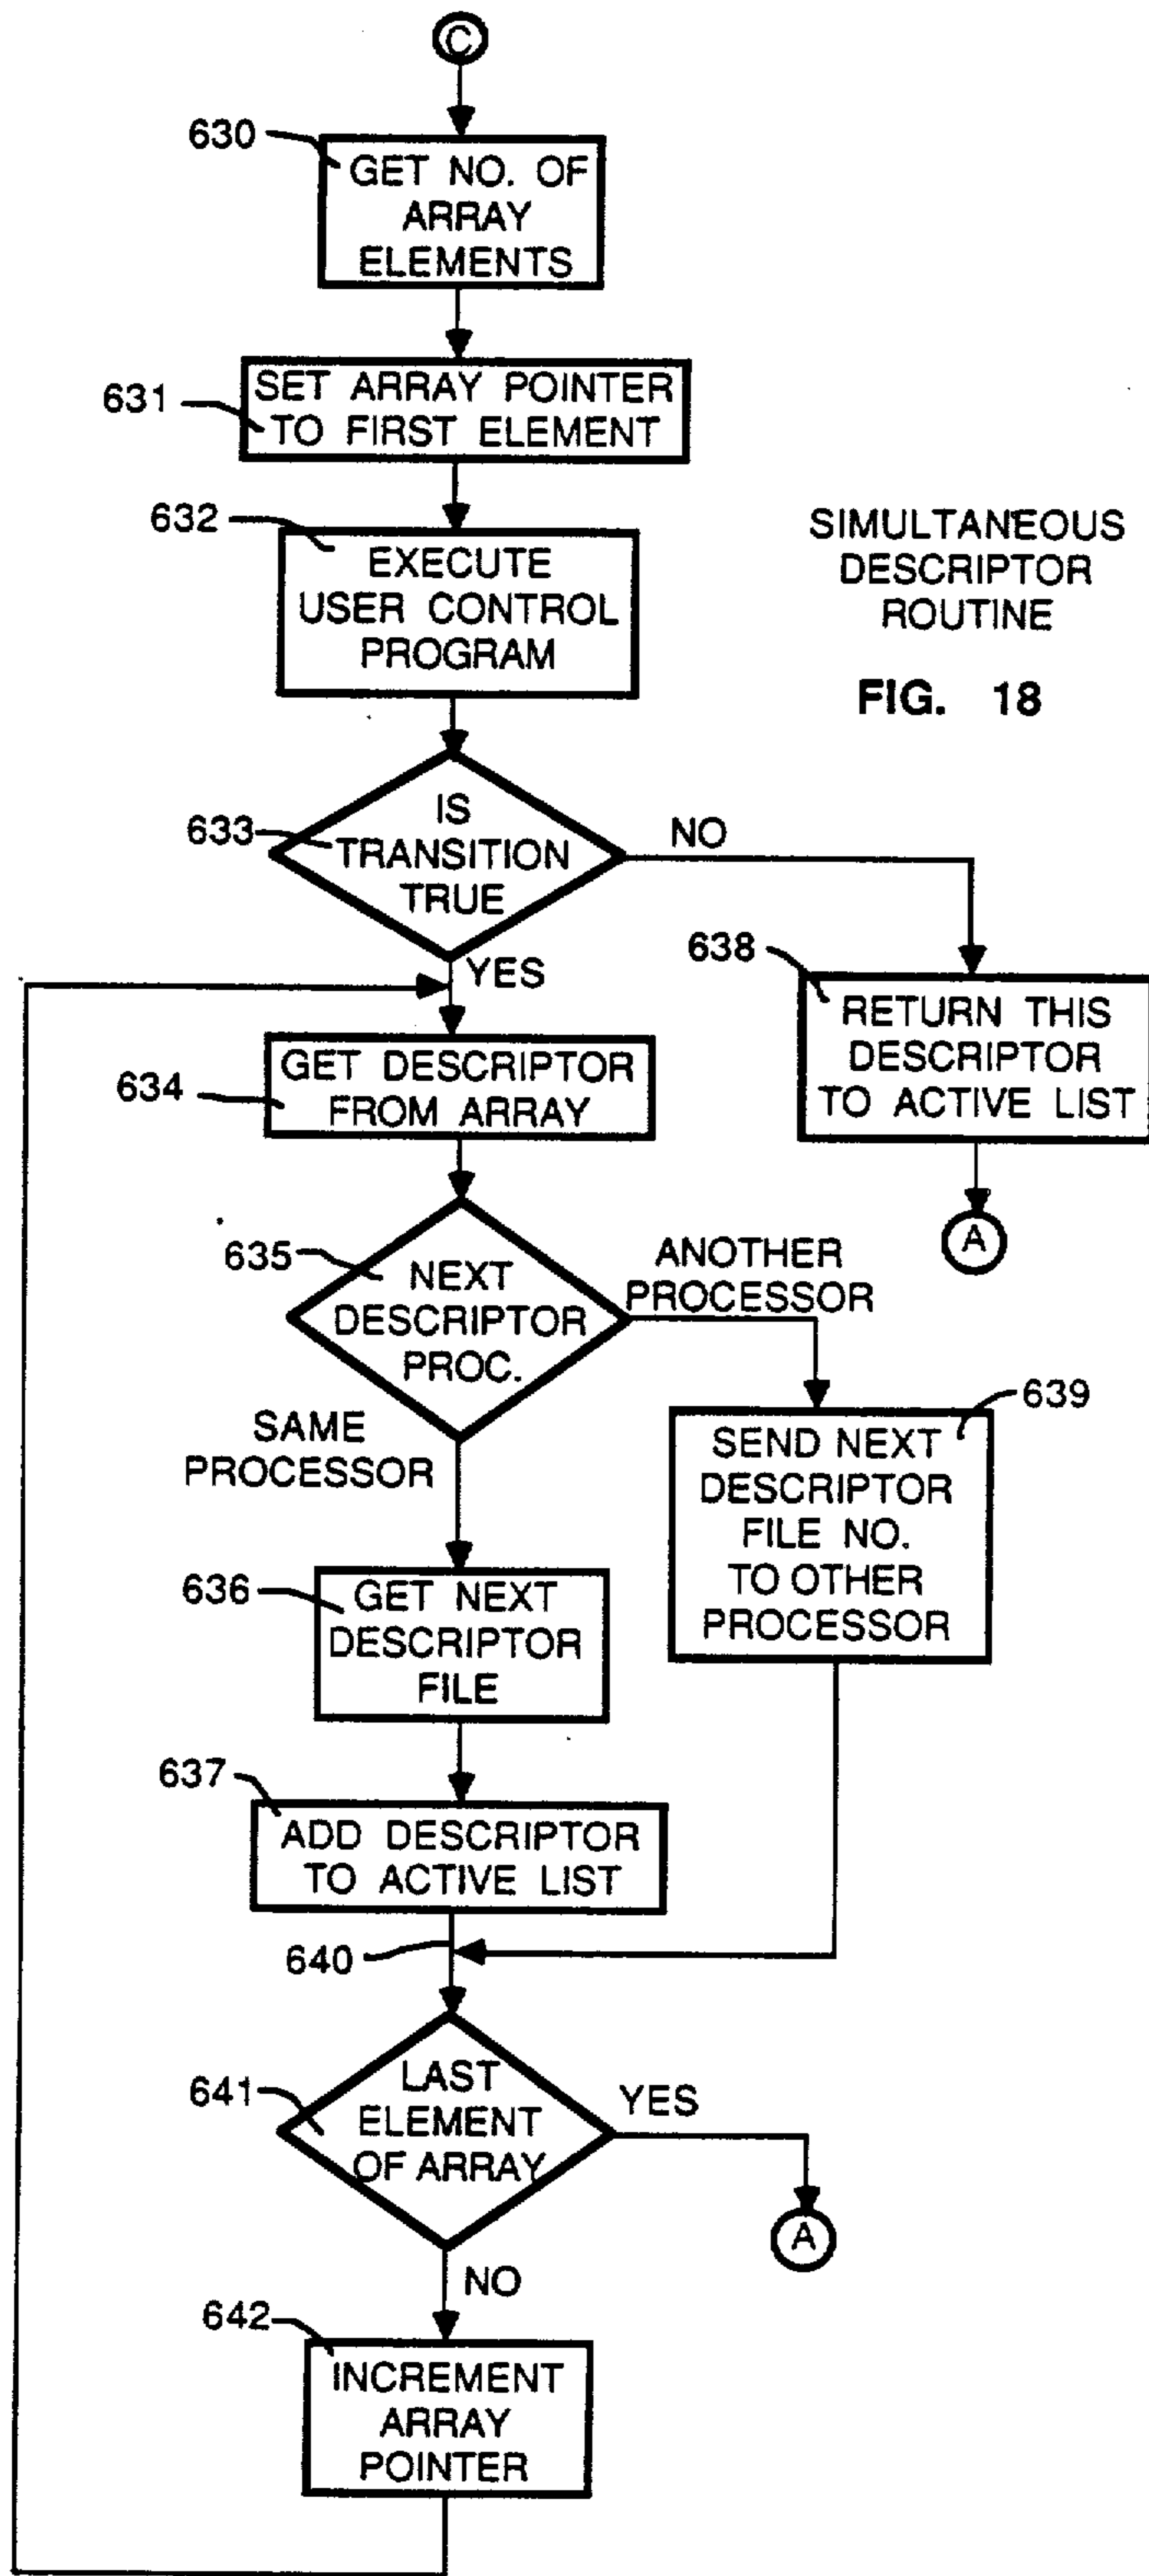 C
630
GET NO. OF
ARRAY
ELEMENTS
631
SET ARRAY POINTER
TO FIRST ELEMENT
632
EXECUTE
USER CONTROL
PROGRAM
SIMULTANEOUS
DESCRIPTOR
ROUTINE
FIG. 18
633
IS
TRANSITION
TRUE
NO
YES
638
RETURN THIS
DESCRIPTOR
TO ACTIVE LIST
A
634
GET DESCRIPTOR
FROM ARRAY
635
NEXT
DESCRIPTOR
PROC.
ANOTHER
PROCESSOR
SAME
PROCESSOR
639
SEND NEXT
DESCRIPTOR
FILE NO.
TO OTHER
PROCESSOR
636
GET NEXT
DESCRIPTOR
FILE
637
ADD DESCRIPTOR
TO ACTIVE LIST
640
641
LAST
ELEMENT
OF ARRAY
YES
A
NO
642
INCREMENT
ARRAY
POINTER